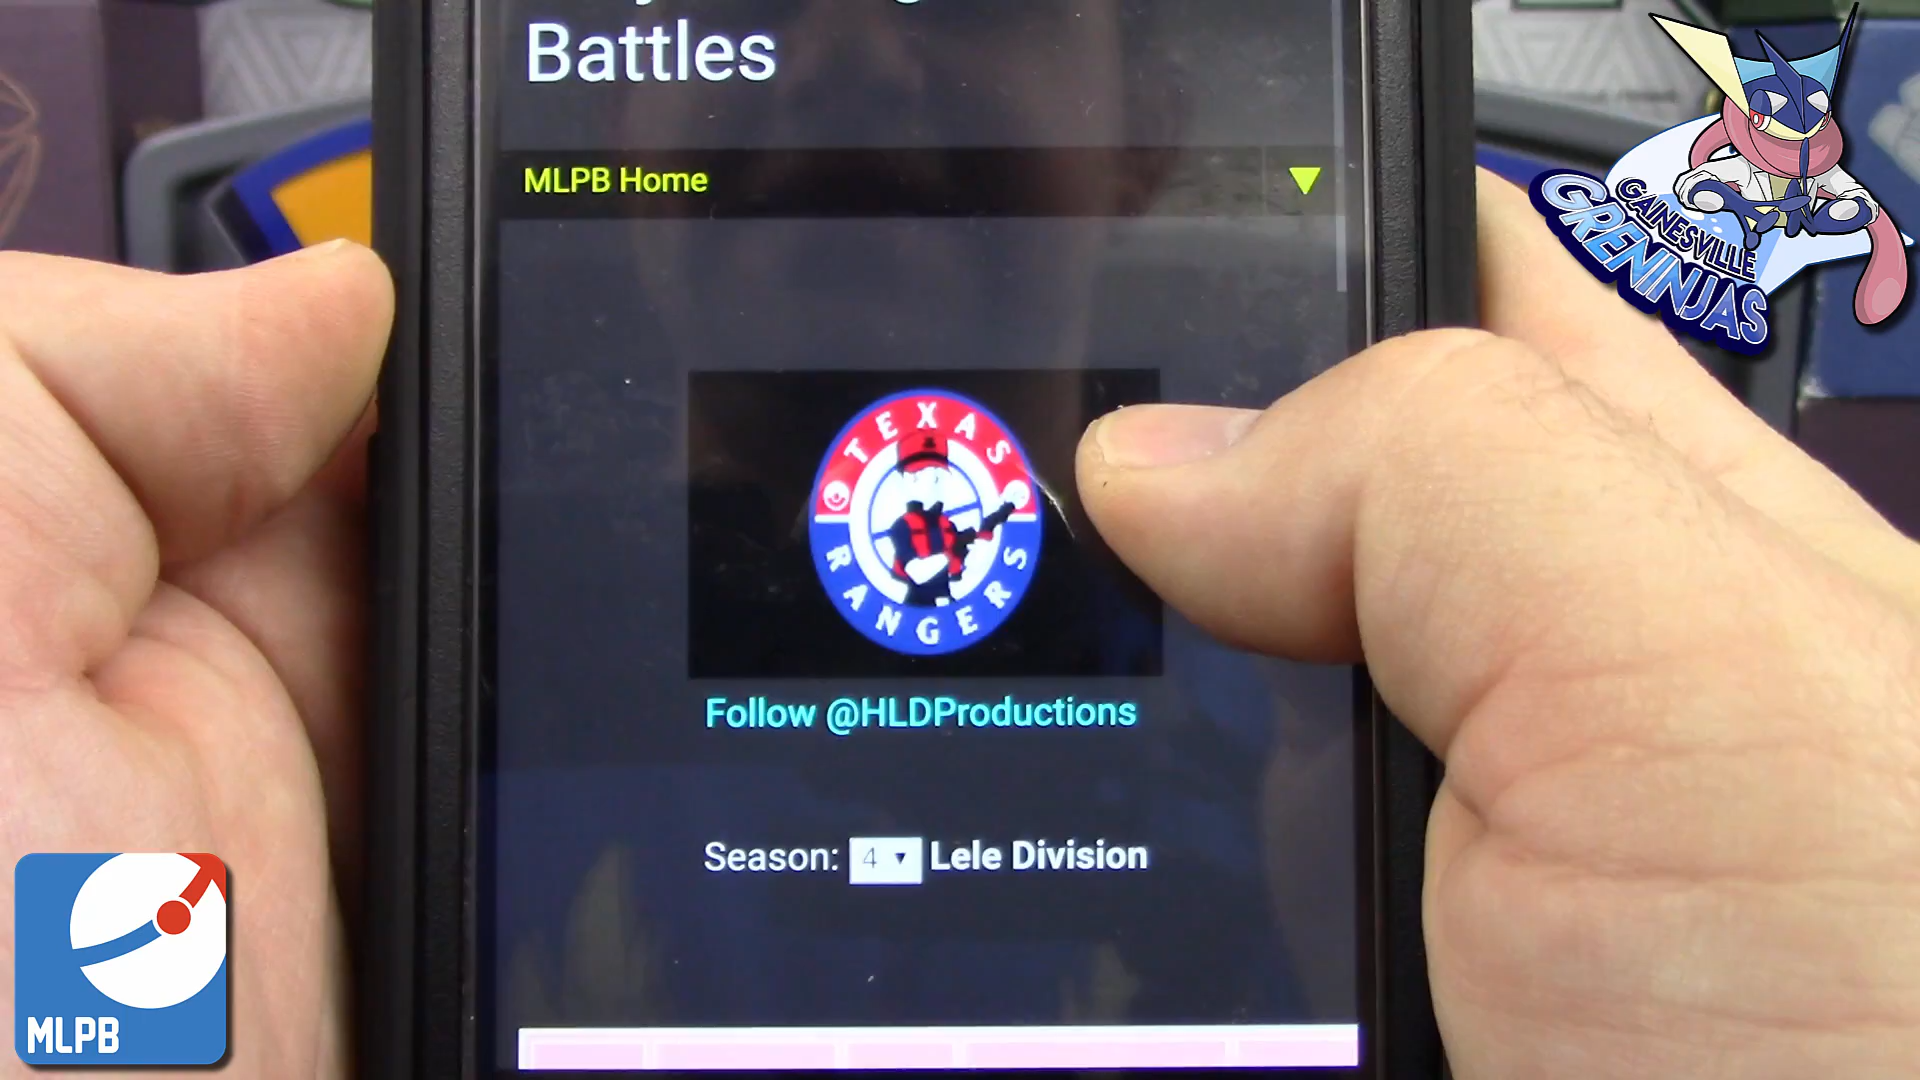 Battles
MLPB Home
TEXAS
RANGERS
Follow @HLDProductions
Season: 4 Lele Division
GAINESVILLE
GRENINJAS
MLPB